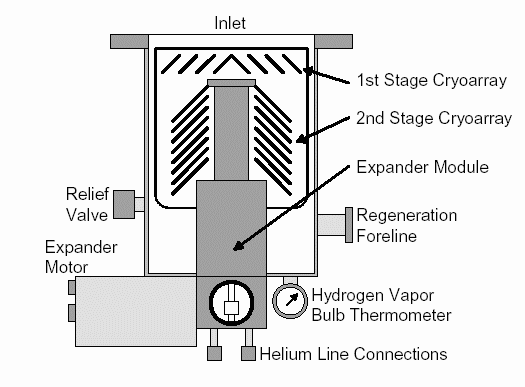 Inlet
1st Stage Cryoarray
2nd Stage Cryoarray
Expander Module
Relief
Valve
Regeneration
Foreline
Expander
Motor
Hydrogen Vapor
Bulb Thermometer
Helium Line Connections